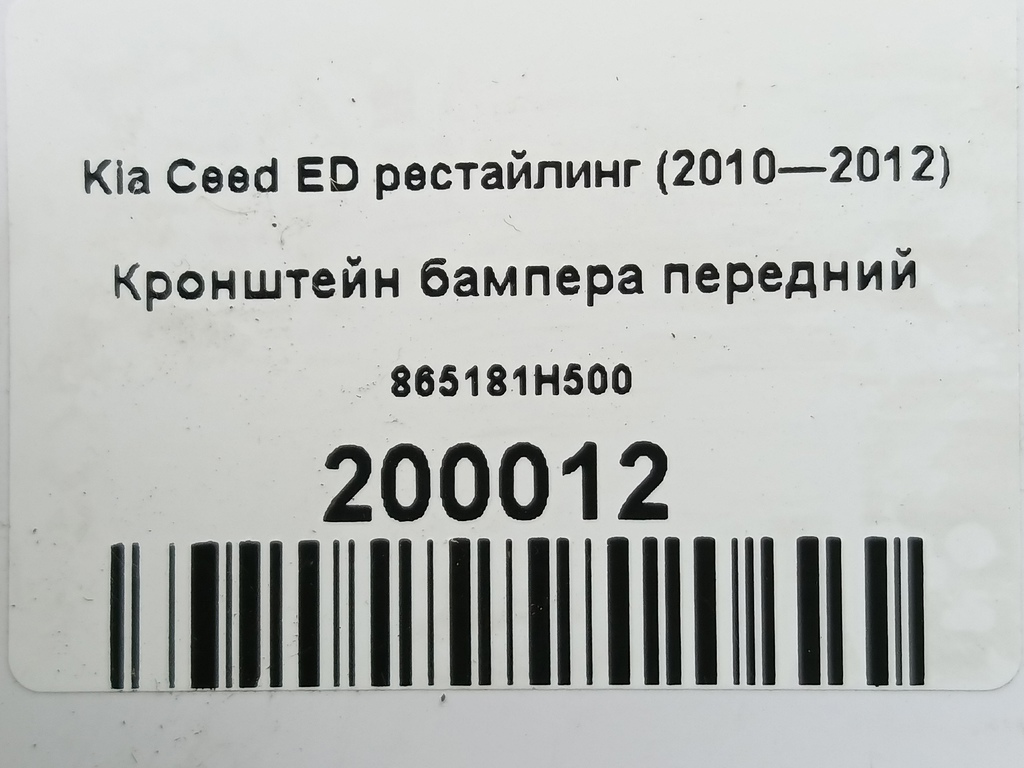 Kia Ceed ED рестайлинг (2010—2012)
Кронштейн бампера передний
865181H500
200012